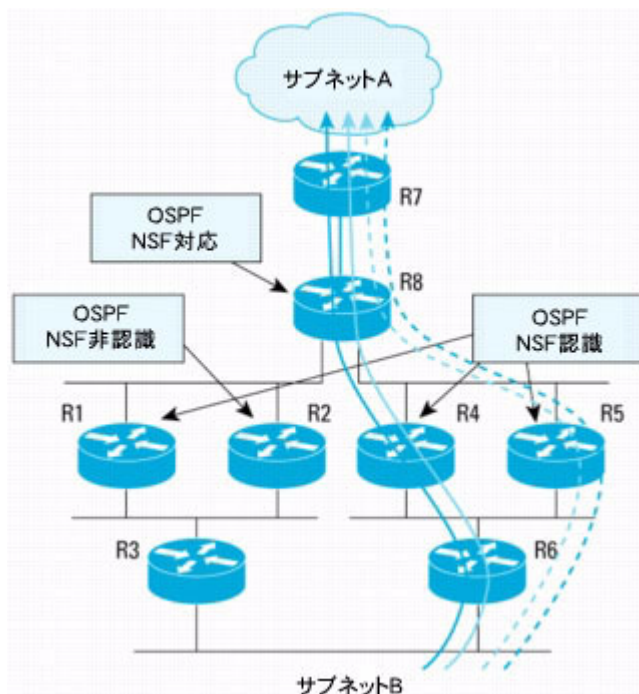 サブネットA
R7
OSPF
NSF対応
R8
OSPF
NSF非認識
OSPF
NSF認識
R1
R2
R4
R5
R3
R6
サブネットB